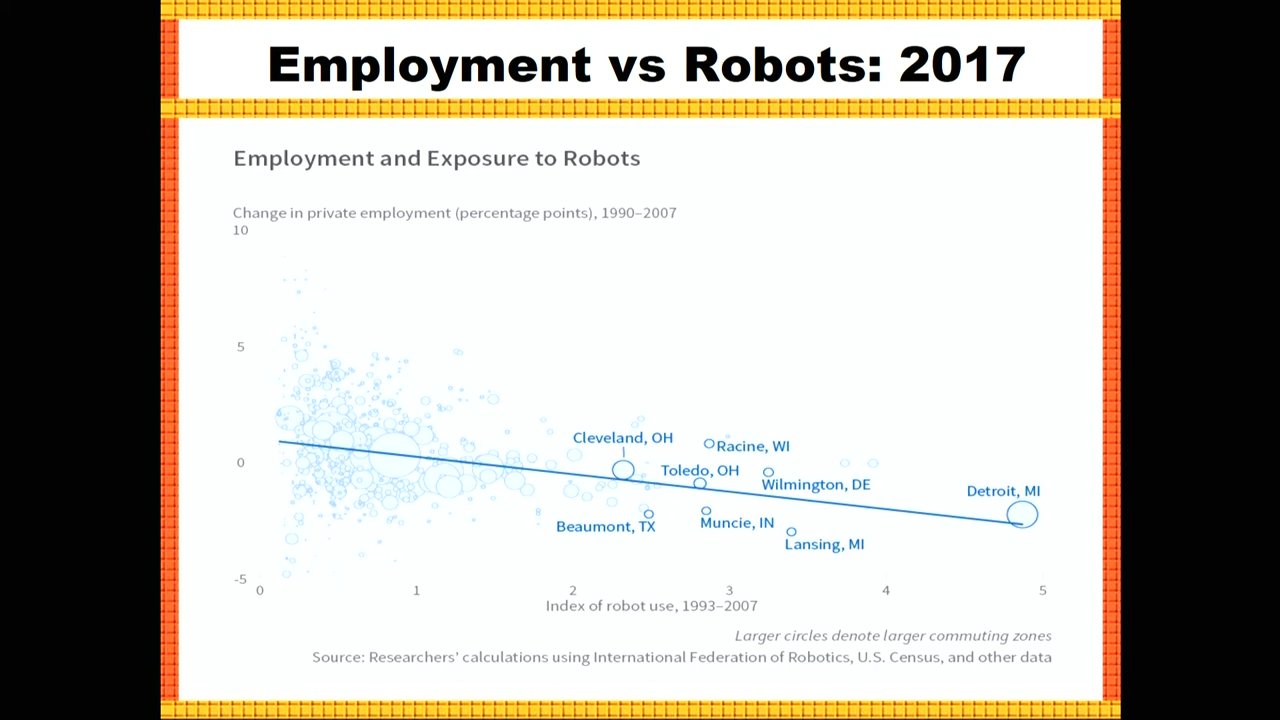 Employment vs Robots: 2017
Employment and Exposure to Robots
Change in private employment (percentage points), 1990–2007
10
5
0
-5
Cleveland, OH
Racine, WI
Toledo, OH
Wilmington, DE
Detroit, MI
Beaumont, TX
Muncie, IN
Lansing, MI
0 1 2 3 4 5
Index of robot use, 1993–2007
Larger circles denote larger commuting zones
Source: Researchers' calculations using International Federation of Robotics, U.S. Census, and other data